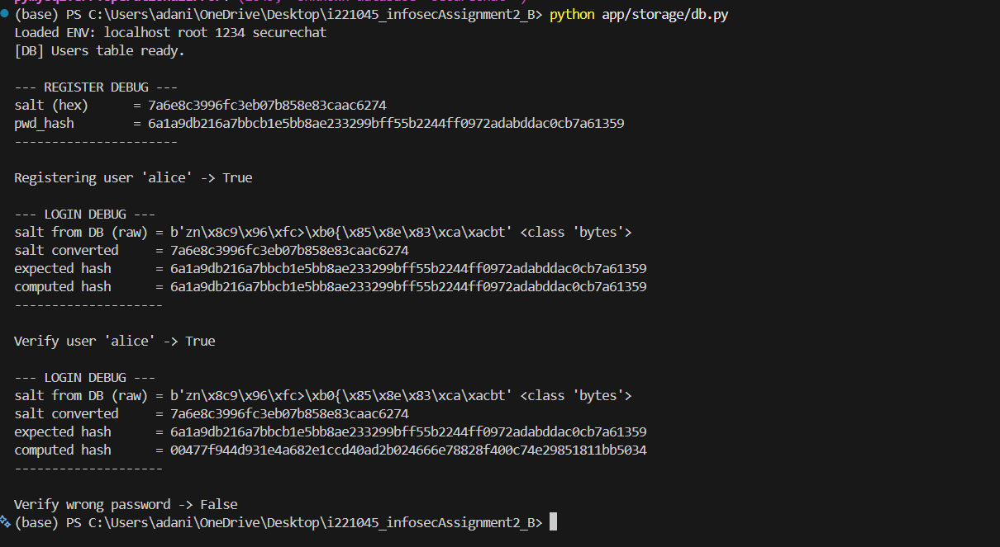 (base) PS C:\Users\adani\OneDrive\Desktop\i221045_infosecAssignment2_B> python app/storage/db.py
Loaded ENV: localhost root 1234 securechat
[DB] Users table ready.
--- REGISTER DEBUG ---
salt (hex) = 7a6e8c3996fc3eb07b858e83caac6274
pwd_hash = 6a1a9db216a7bbcb1e5bb8ae233299bff55b2244ff0972adabddac0cb7a61359
----------------------
Registering user 'alice' -> True
--- LOGIN DEBUG ---
salt from DB (raw) = b'zn\x8c9\x96\xfc>\xb0{\x85\x8e\x83\xca\xacbt' <class 'bytes'>
salt converted = 7a6e8c3996fc3eb07b858e83caac6274
expected hash = 6a1a9db216a7bbcb1e5bb8ae233299bff55b2244ff0972adabddac0cb7a61359
computed hash = 6a1a9db216a7bbcb1e5bb8ae233299bff55b2244ff0972adabddac0cb7a61359
--------------------
Verify user 'alice' -> True
--- LOGIN DEBUG ---
salt from DB (raw) = b'zn\x8c9\x96\xfc>\xb0{\x85\x8e\x83\xca\xacbt' <class 'bytes'>
salt converted = 7a6e8c3996fc3eb07b858e83caac6274
expected hash = 6a1a9db216a7bbcb1e5bb8ae233299bff55b2244ff0972adabddac0cb7a61359
computed hash = 00477f944d931e4a682e1ccd40ad2b024666e78828f400c74e29851811bb5034
--------------------
Verify wrong password -> False
(base) PS C:\Users\adani\OneDrive\Desktop\i221045_infosecAssignment2_B>